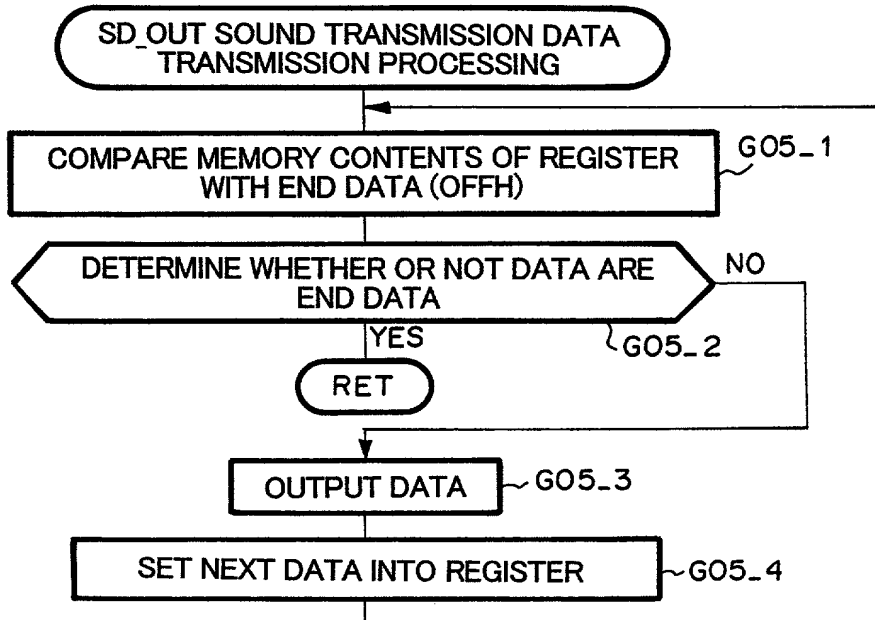 SD_OUT SOUND TRANSMISSION DATA
TRANSMISSION PROCESSING
COMPARE MEMORY CONTENTS OF REGISTER
WITH END DATA (OFFH)
G05_1
DETERMINE WHETHER OR NOT DATA ARE
END DATA
NO
YES
G05_2
RET
OUTPUT DATA
G05_3
SET NEXT DATA INTO REGISTER
G05_4